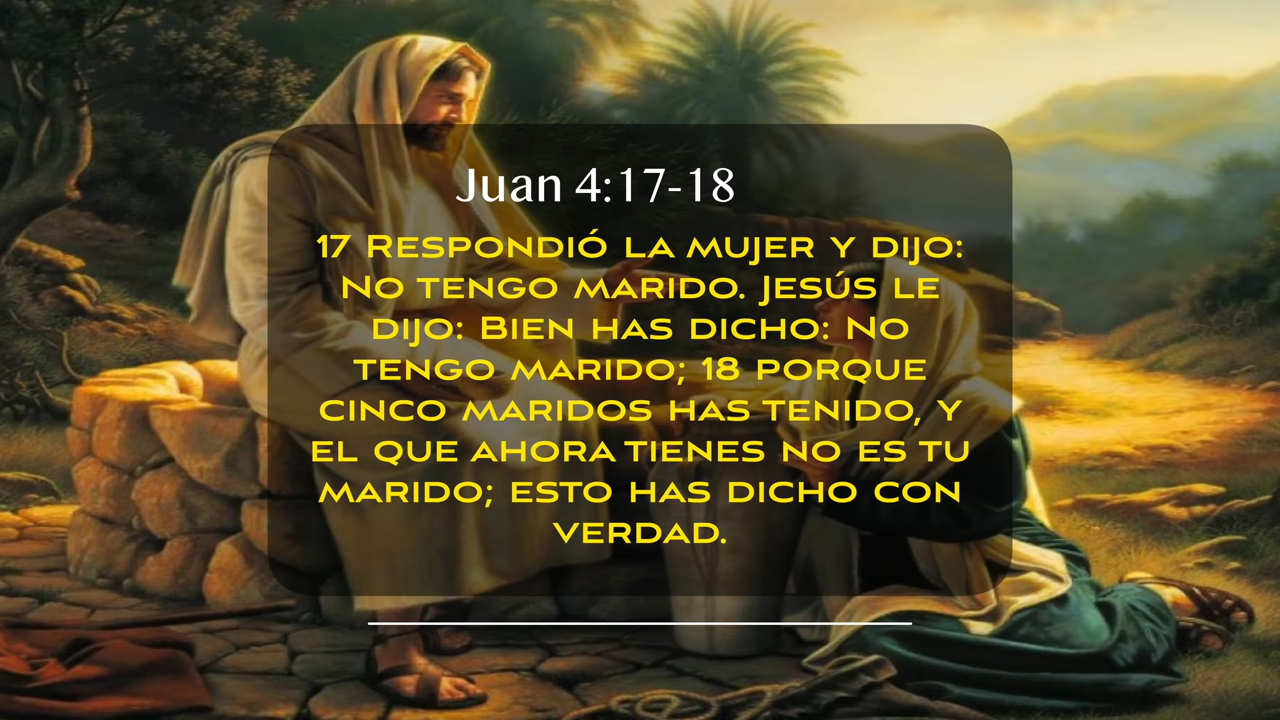 Juan 4:17-18
17 Respondió la mujer y dijo:
No tengo marido. Jesús le
dijo: Bien has dicho: No
tengo marido; 18 porque
cinco maridos has tenido, y
el que ahora tienes no es tu
marido; esto has dicho con
verdad.